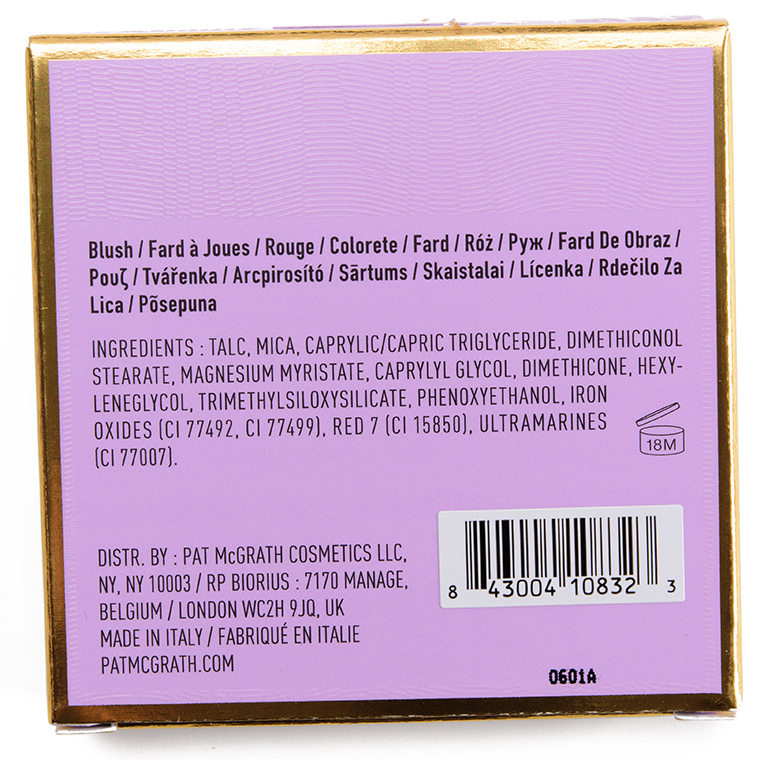 Blush / Fard à Joues / Rouge / Colorete / Fard / Róż / Руж / Fard De Obraz /
Ρουζ / Tvářenka / Arcpirosító / Sārtums / Skaistalai / Lícenka / Rdečilo Za
Lica / Põsepuna
INGREDIENTS : TALC, MICA, CAPRYLIC/CAPRIC TRIGLYCERIDE, DIMETHICONOL
STEARATE, MAGNESIUM MYRISTATE, CAPRYLYL GLYCOL, DIMETHICONE, HEXY-
LENEGLYCOL, TRIMETHYLSILOXYSILICATE, PHENOXYETHANOL, IRON
OXIDES (CI 77492, CI 77499), RED 7 (CI 15850), ULTRAMARINES
(CI 77007).
18M
DISTR. BY : PAT McGRATH COSMETICS LLC,
NY, NY 10003 / RP BIORIUS : 7170 MANAGE,
BELGIUM / LONDON WC2H 9JQ, UK
MADE IN ITALY / FABRIQUÉ EN ITALIE
PATMCGRATH.COM
8 43004 10832 3
0601A